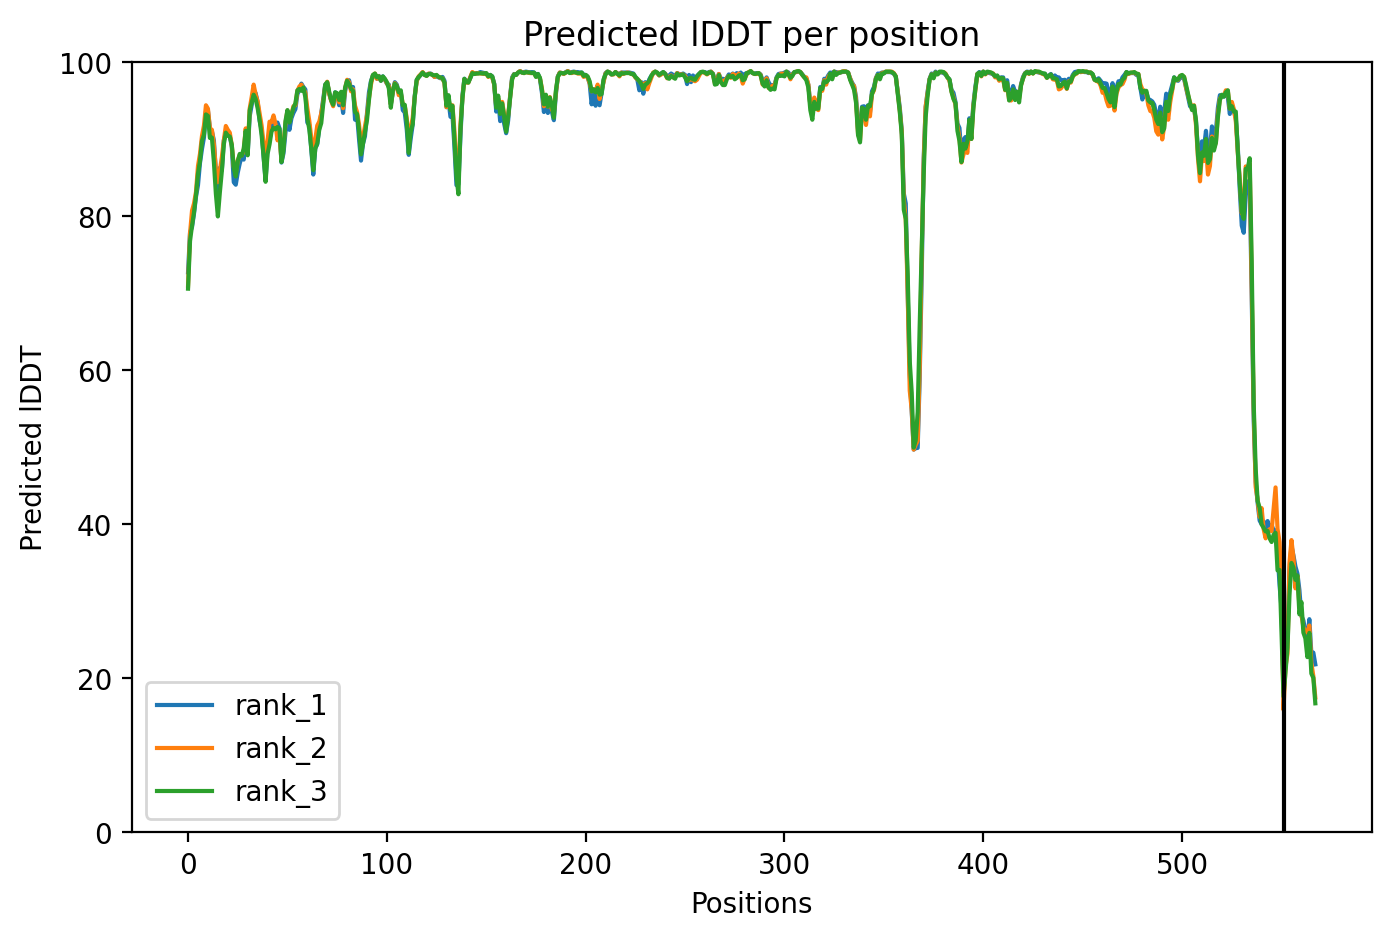 Predicted lDDT per position
100
80
60
40
20
0
Predicted lDDT
rank_1
rank_2
rank_3
0 100 200 300 400 500
Positions